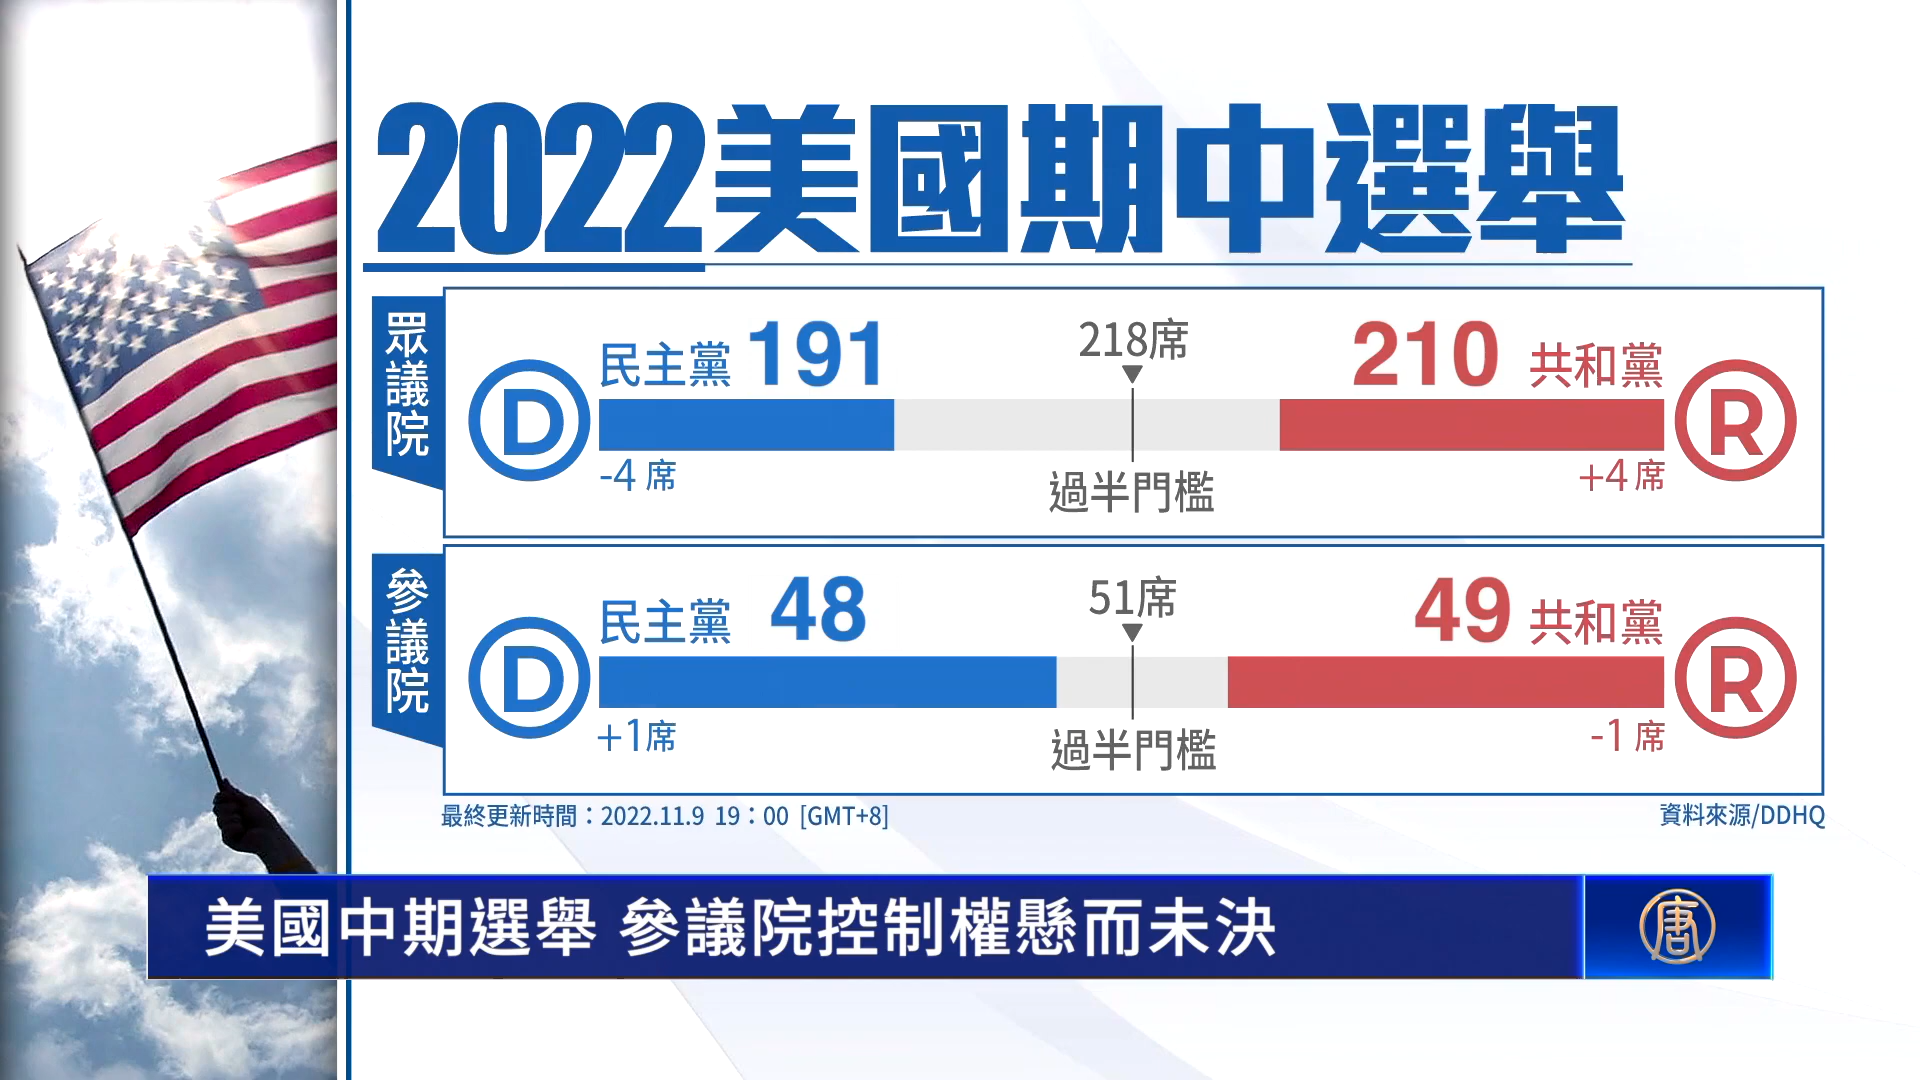 2022美國期中選舉
眾議院
D
民主黨 191
-4 席
218席
過半門檻
210 共和黨
+4 席
R
參議院
D
民主黨 48
+1席
51席
過半門檻
49 共和黨
-1 席
R
最終更新時間：2022.11.9 19：00 [GMT+8]
資料來源/DDHQ
美國中期選舉 參議院控制權懸而未決
唐